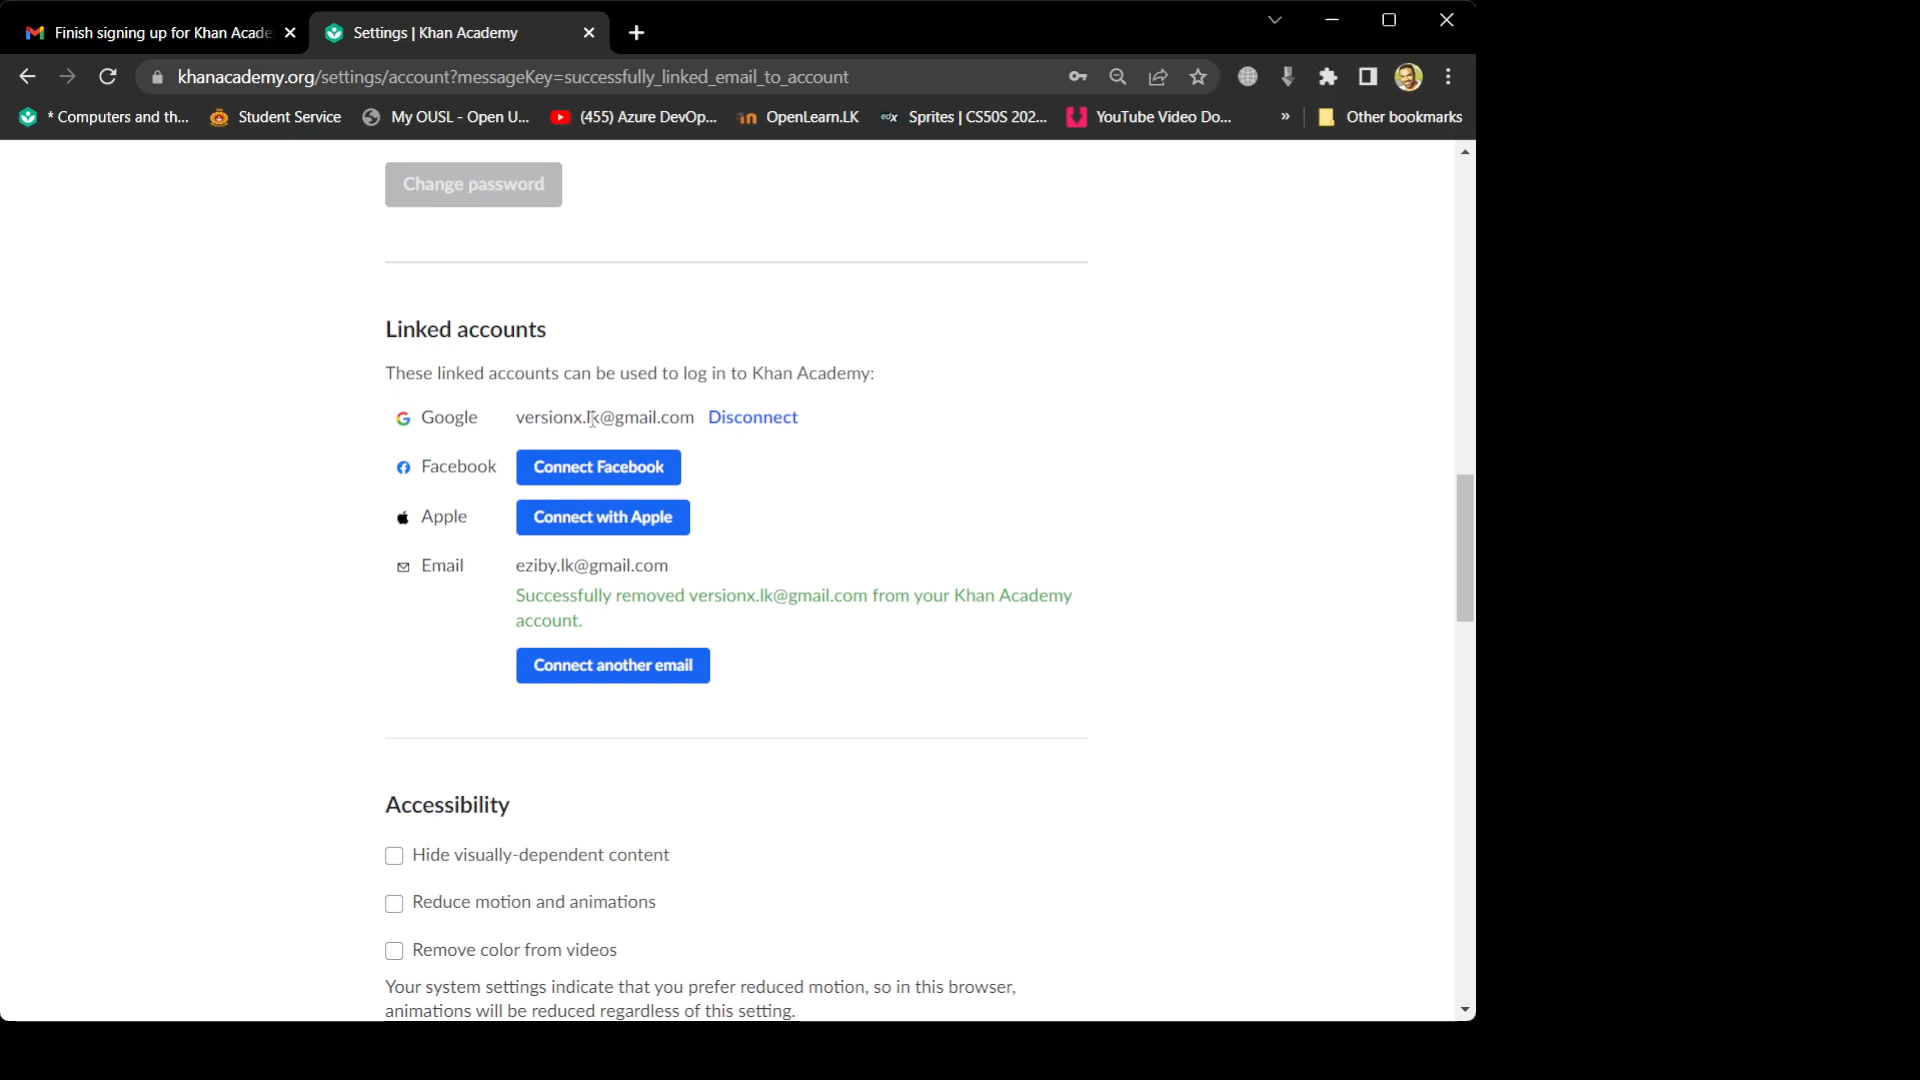 Finish signing up for Khan Acade
Settings | Khan Academy
khanacademy.org/settings/account?messageKey=successfully_linked_email_to_account
* Computers and th...
Student Service
My OUSL - Open U...
(455) Azure DevOp...
OpenLearn.LK
edX
Sprites | CS50S 202...
YouTube Video Do...
»
Other bookmarks
Change password
Linked accounts
These linked accounts can be used to log in to Khan Academy:
Google versionx.lk@gmail.com Disconnect
Facebook Connect Facebook
Apple Connect with Apple
Email eziby.lk@gmail.com
Successfully removed versionx.lk@gmail.com from your Khan Academy
account.
Connect another email
Accessibility
Hide visually-dependent content
Reduce motion and animations
Remove color from videos
Your system settings indicate that you prefer reduced motion, so in this browser,
animations will be reduced regardless of this setting.